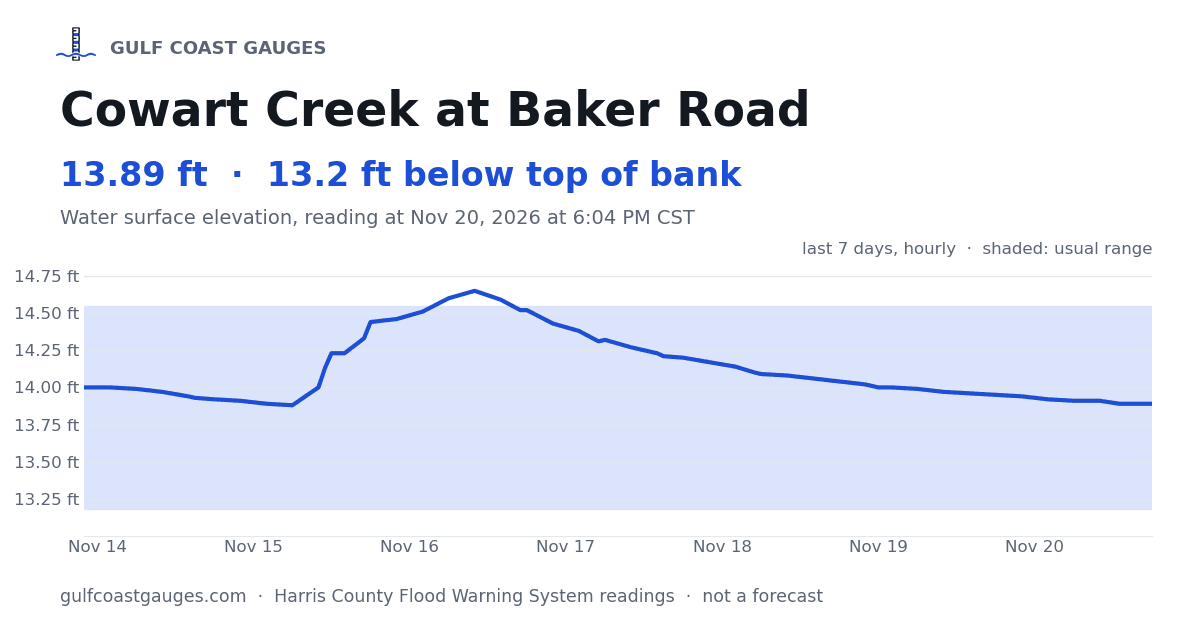 GULF COAST GAUGES
Cowart Creek at Baker Road
13.89 ft · 13.2 ft below top of bank
Water surface elevation, reading at Nov 20, 2026 at 6:04 PM CST
last 7 days, hourly · shaded: usual range
14.75 ft
14.50 ft
14.25 ft
14.00 ft
13.75 ft
13.50 ft
13.25 ft
Nov 14 Nov 15 Nov 16 Nov 17 Nov 18 Nov 19 Nov 20
gulfcoastgauges.com · Harris County Flood Warning System readings · not a forecast